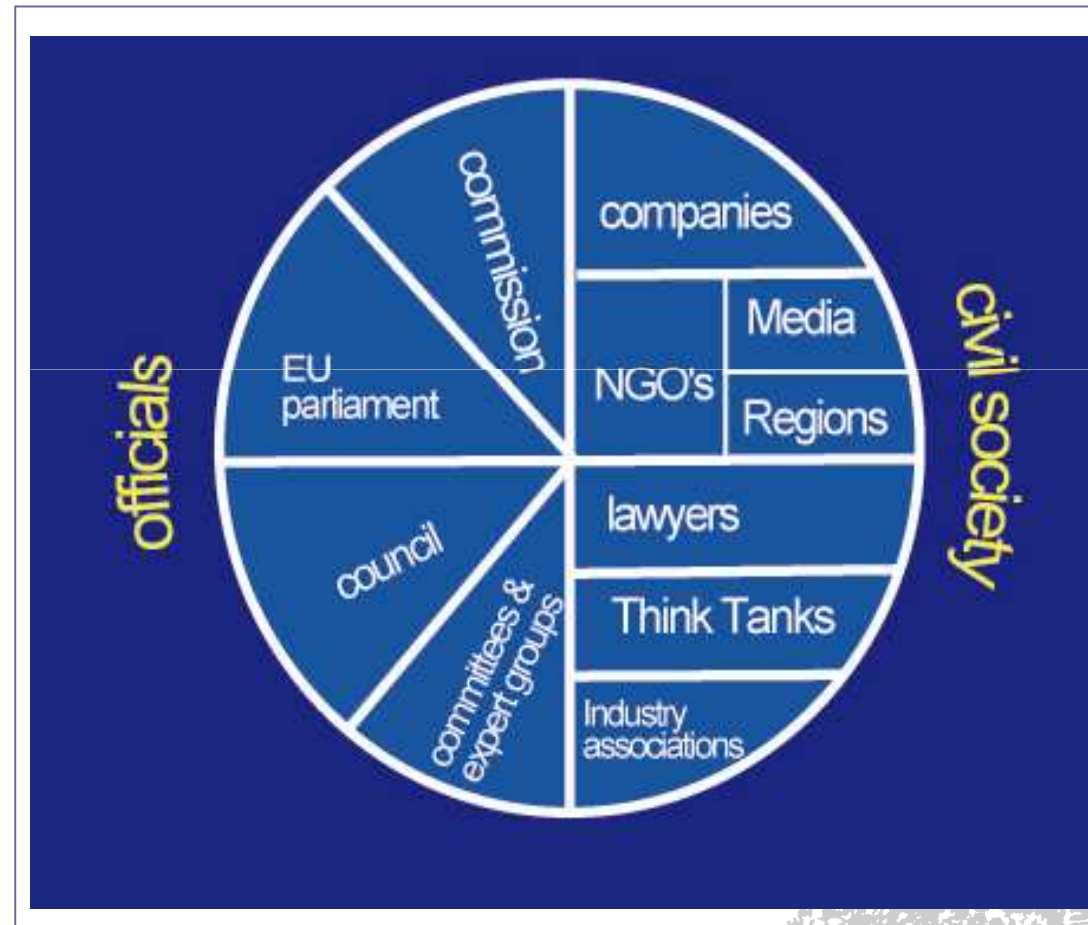 officials
commission
EU
parliament
council
committees &
expert groups
companies
NGO's
Media
Regions
lawyers
Think Tanks
Industry
associations
civil society